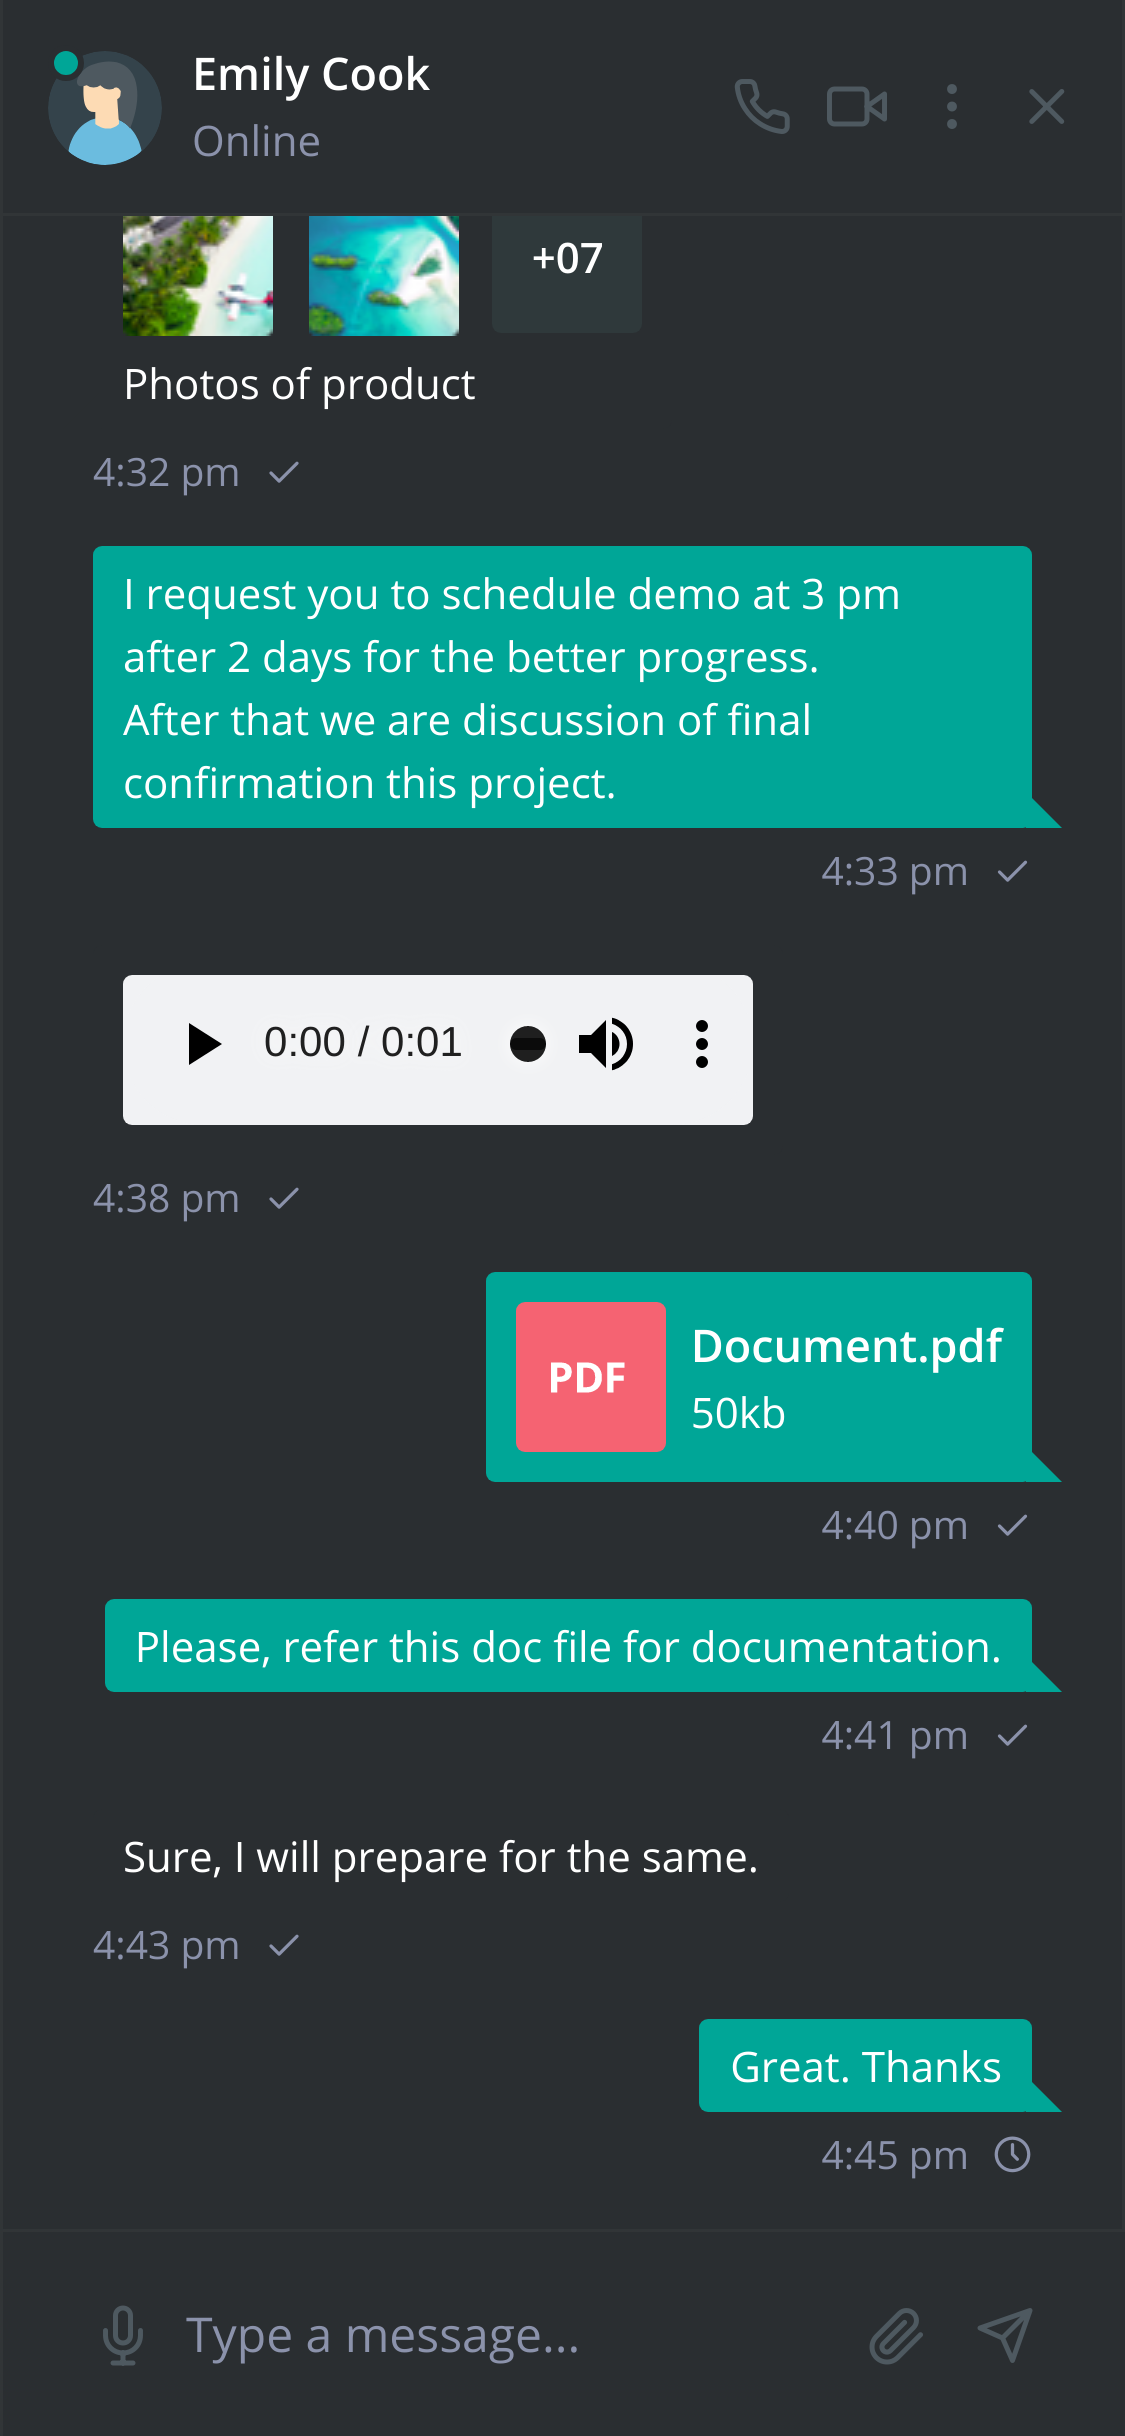 Emily Cook
Online
+07
Photos of product
4:32 pm
I request you to schedule demo at 3 pm
after 2 days for the better progress.
After that we are discussion of final
confirmation this project.
4:33 pm
0:00 / 0:01
4:38 pm
PDF
Document.pdf
50kb
4:40 pm
Please, refer this doc file for documentation.
4:41 pm
Sure, I will prepare for the same.
4:43 pm
Great. Thanks
4:45 pm
Type a message...